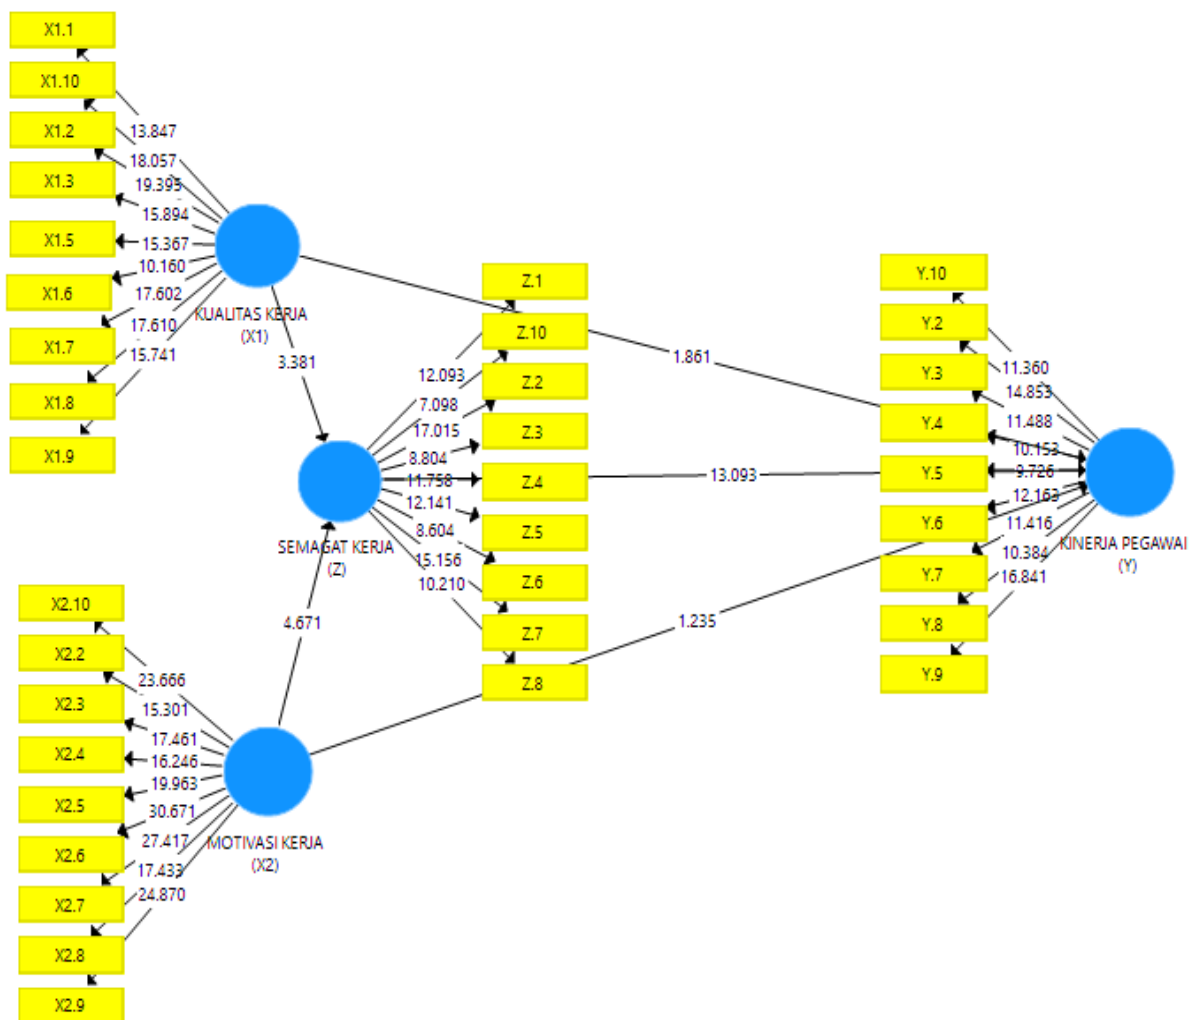 X1.1
X1.10
X1.2
X1.3
X1.5
X1.6
X1.7
X1.8
X1.9
13.847
18.057
19.395
15.894
15.367
10.160
17.602
17.610
15.741
KUALITAS KERJA
(X1)
3.381
1.861
Z.1
Z.10
Z.2
Z.3
Z.4
Z.5
Z.6
Z.7
Z.8
12.093
7.098
17.015
8.804
11.758
12.141
8.604
15.156
10.210
SEMAGAT KERJA
(Z)
13.093
4.671
1.235
Y.10
Y.2
Y.3
Y.4
Y.5
Y.6
Y.7
Y.8
Y.9
11.360
14.853
11.488
10.153
9.726
12.163
11.416
10.384
16.841
KINERJA PEGAWAI
(Y)
X2.10
X2.2
X2.3
X2.4
X2.5
X2.6
X2.7
X2.8
X2.9
23.666
15.301
17.461
16.246
19.963
30.671
27.417
17.433
24.870
MOTIVASI KERJA
(X2)